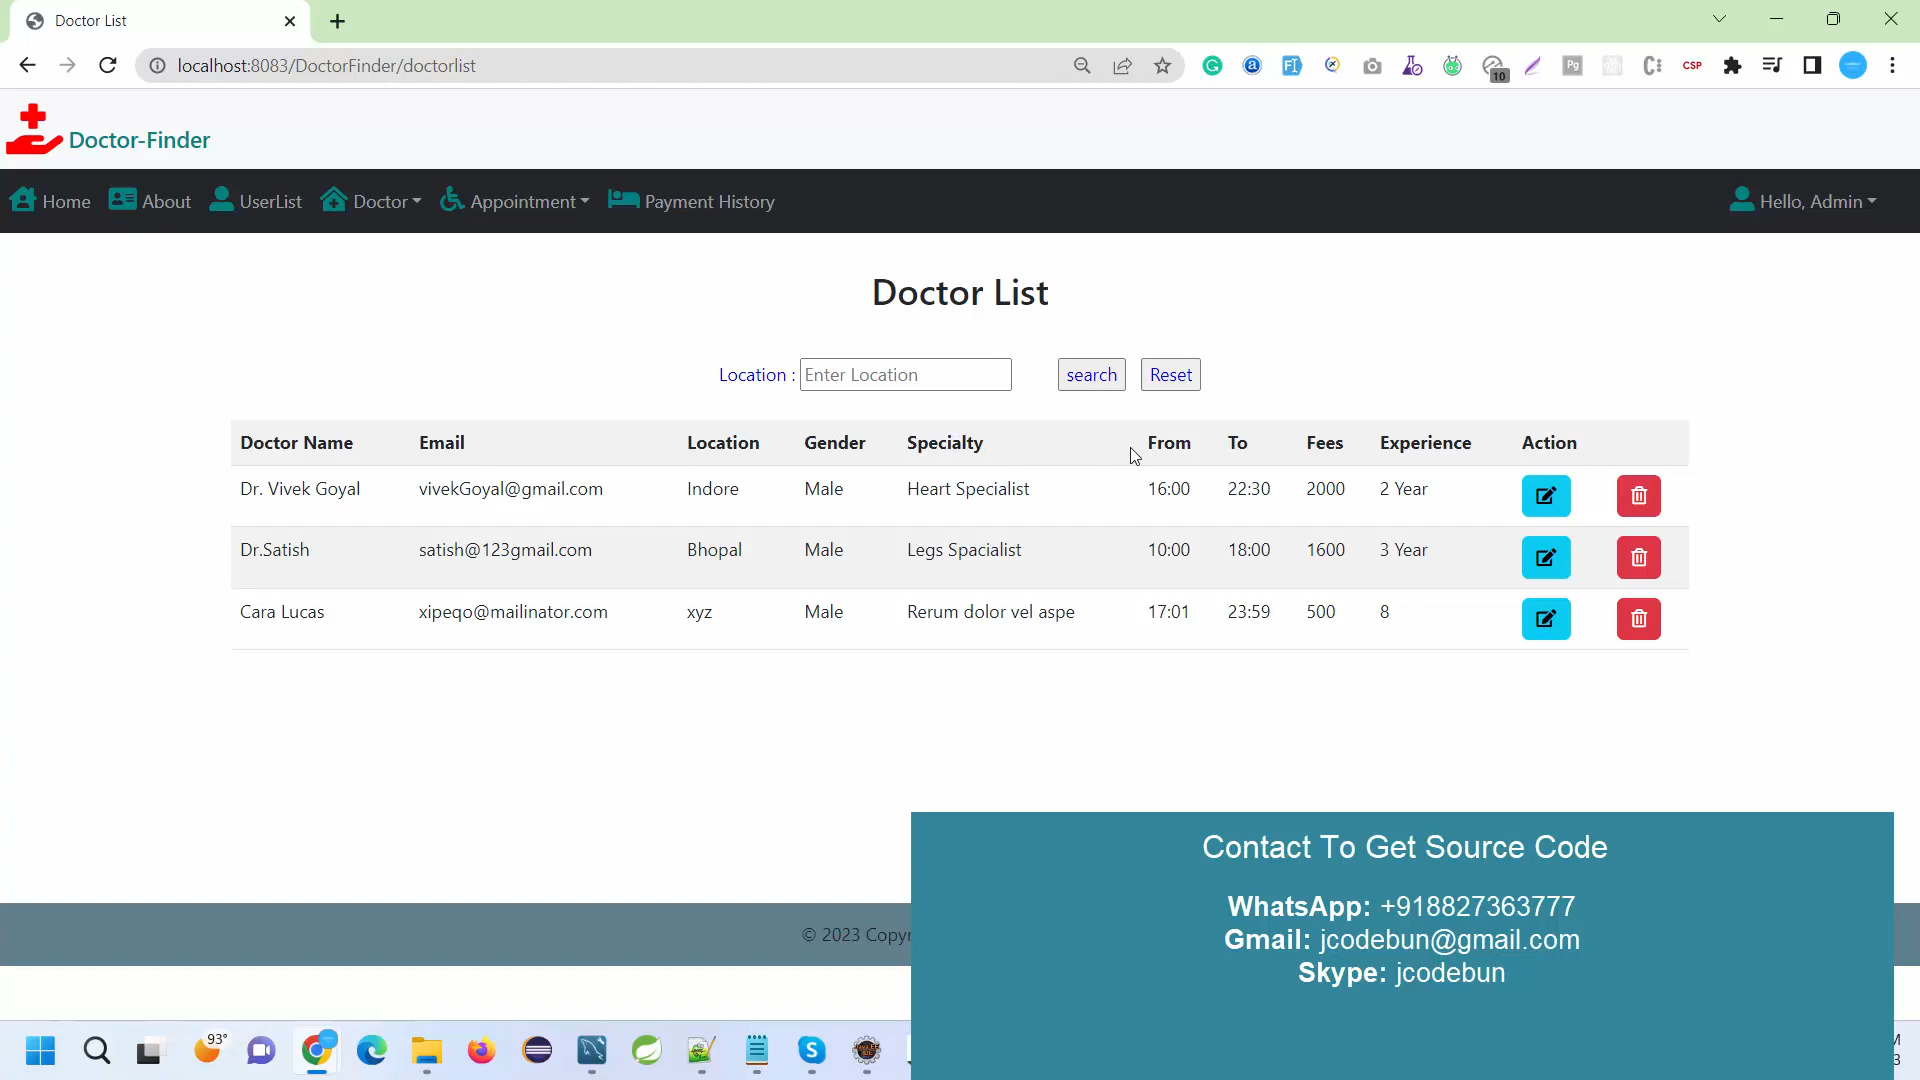 Doctor List
localhost:8083/DoctorFinder/doctorlist
10
Pg
CSP
Doctor-Finder
Home About UserList Doctor Appointment Payment History Hello, Admin
Doctor List
Location : Enter Location search Reset
Doctor Name Email Location Gender Specialty From To Fees Experience Action
Dr. Vivek Goyal vivekGoyal@gmail.com Indore Male Heart Specialist 16:00 22:30 2000 2 Year
Dr.Satish satish@123gmail.com Bhopal Male Legs Spacialist 10:00 18:00 1600 3 Year
Cara Lucas xipeqo@mailinator.com xyz Male Rerum dolor vel aspe 17:01 23:59 500 8
Contact To Get Source Code
WhatsApp: +918827363777
Gmail: jcodebun@gmail.com
Skype: jcodebun
© 2023
93°